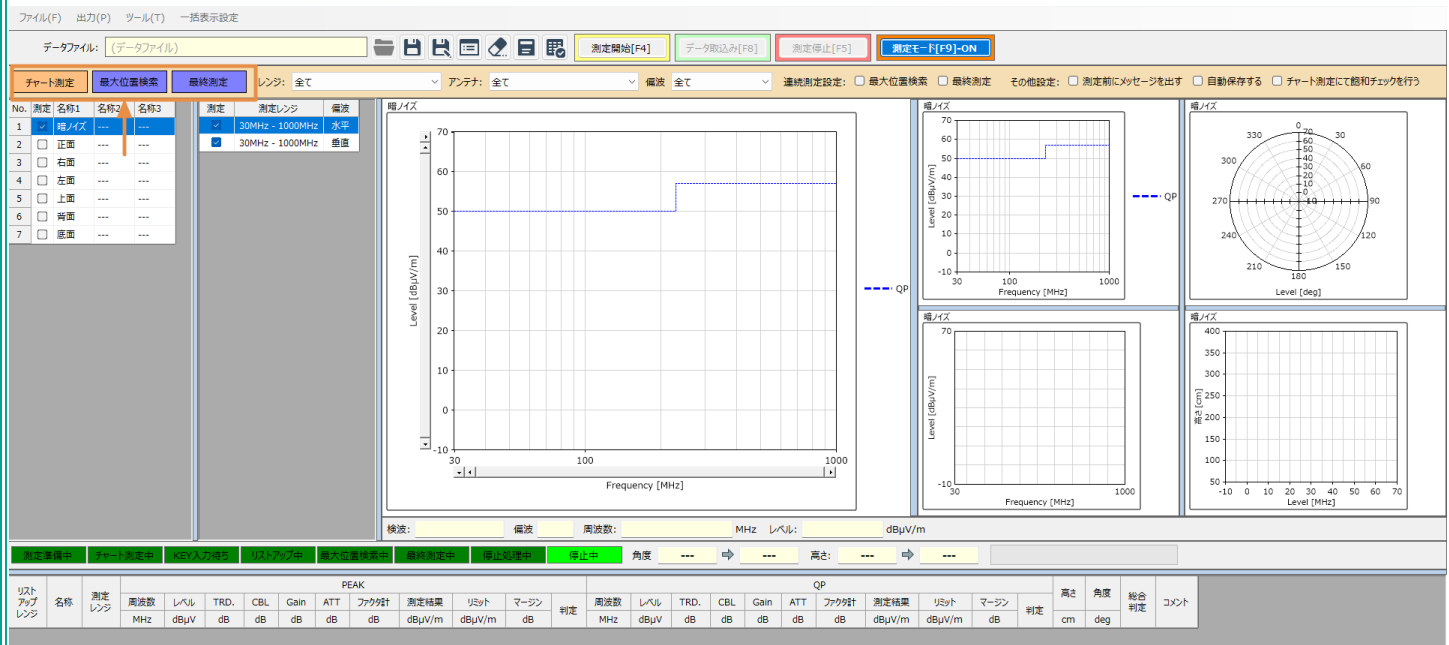 ファイル(F) 出力(P) ツール(T) 一括表示設定
データファイル: (データファイル) 測定開始[F4] データ取込み[F8] 測定停止[F5] 測定モード[F9]-ON
チャート測定 最大位置検索 最終測定 レンジ: 全て アンテナ: 全て 偏波 全て 連続測定設定: 最大位置検索 最終測定 その他設定: 測定前にメッセージを出す 自動保存する チャート測定にて飽和チェックを行う
No. 測定 名称1 名称2 名称3
1 暗ノイズ --- ---
2 正面 --- ---
3 右面 --- ---
4 左面 --- ---
5 上面 --- ---
6 背面 --- ---
7 底面 --- ---
測定 測定レンジ 偏波
30MHz - 1000MHz 水平
30MHz - 1000MHz 垂直
暗ノイズ
70
60
50
40
30
20
10
0
-10
Level [dBμV/m]
30 100 1000
Frequency [MHz]
QP
暗ノイズ
70
60
50
40
30
20
10
0
-10
Level [dBμV/m]
30 100 1000
Frequency [MHz]
QP
暗ノイズ
0
330 30
300 60
270 90
240 120
210 150
180
70
60
50
40
30
20
10
0
-10
Level [deg]
暗ノイズ
70
-10
Level [dBμV/m]
30 1000
Frequency [MHz]
暗ノイズ
400
350
300
250
200
150
100
50
高さ [cm]
-10 0 10 20 30 40 50 60 70
Level [MHz]
検波: 偏波 周波数: MHz レベル: dBμV/m
測定準備中 チャート測定中 KEY入力待ち リストアップ中 最大位置検索中 最終測定中 停止処理中 停止中 角度 --- --- 高さ: --- ---
リストアップレンジ 名称 測定レンジ PEAK QP 高さ 角度 総合判定 コメント
周波数 レベル TRD. CBL Gain ATT ファクタ計 測定結果 リミット マージン 判定 周波数 レベル TRD. CBL Gain ATT ファクタ計 測定結果 リミット マージン 判定
MHz dBμV dB dB dB dB dB dBμV/m dBμV/m dB MHz dBμV dB dB dB dB dB dBμV/m dBμV/m dB cm deg